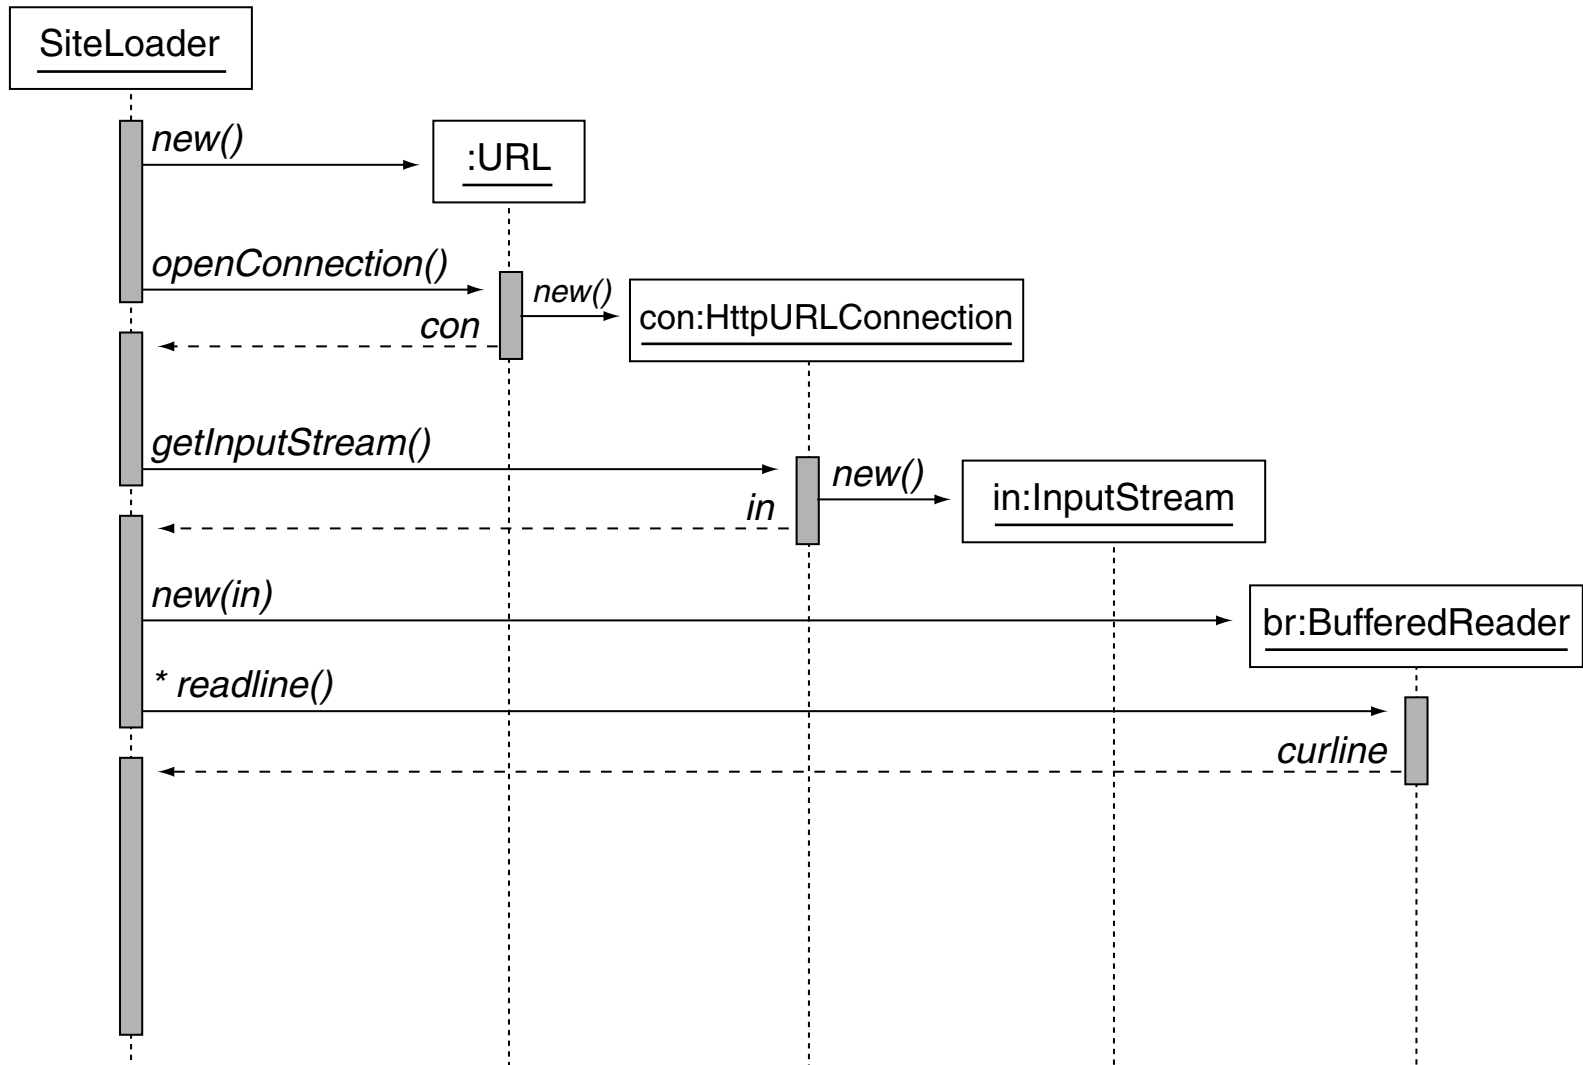 SiteLoader
new()
:URL
openConnection()
new()
con:HttpURLConnection
con
getInputStream()
new()
in:InputStream
in
new(in)
br:BufferedReader
* readline()
curline